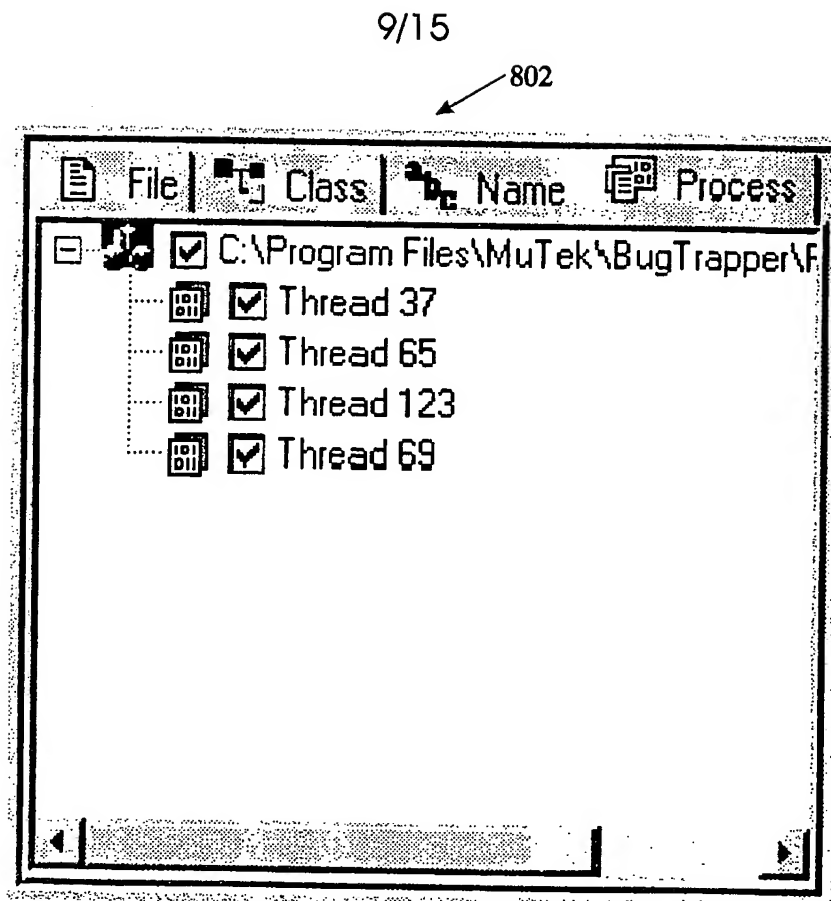 9/15
802
File Class Name Process
C:\Program Files\MuTek\BugTrapper\F
Thread 37
Thread 65
Thread 123
Thread 69